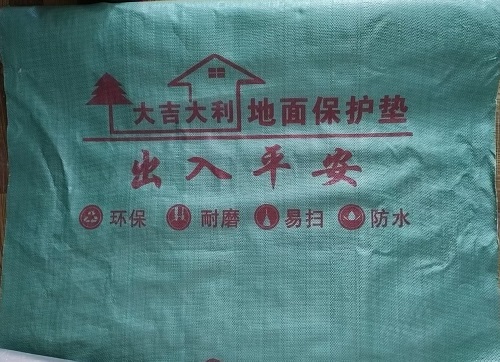 大吉大利 地面保护垫
出入平安
环保 耐磨 易扫 防水